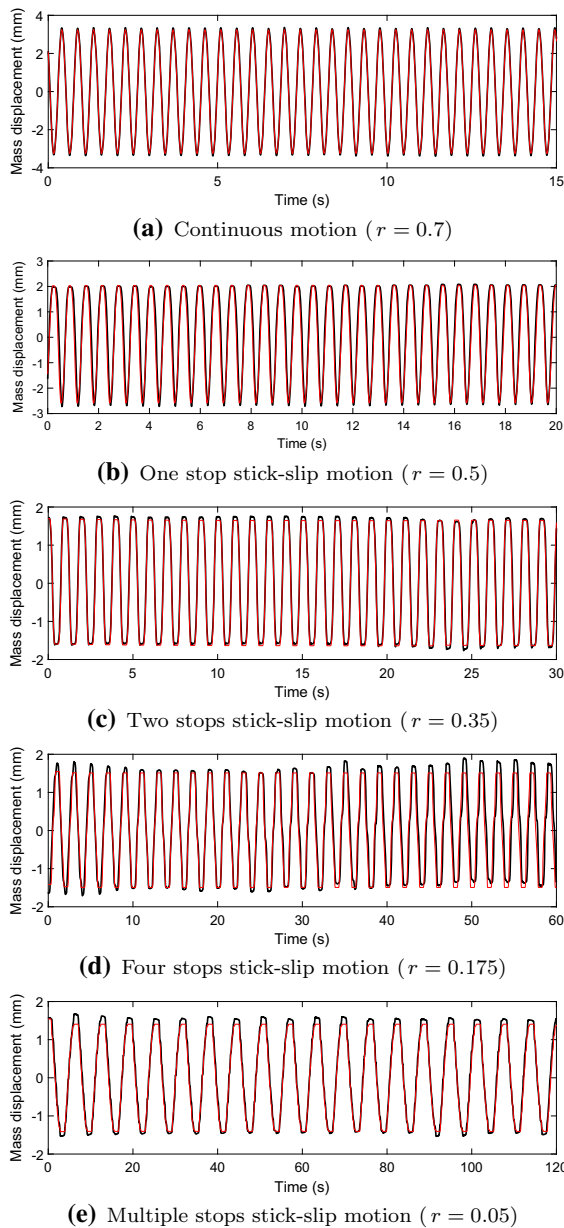 4
2
0
-2
-4
Mass displacement (mm)
0 5 10 15
Time (s)
(a) Continuous motion (r = 0.7)
3
2
1
0
-1
-2
-3
Mass displacement (mm)
0 2 4 6 8 10 12 14 16 18 20
Time (s)
(b) One stop stick-slip motion (r = 0.5)
2
1
0
-1
-2
Mass displacement (mm)
0 5 10 15 20 25 30
Time (s)
(c) Two stops stick-slip motion (r = 0.35)
2
1
0
-1
-2
Mass displacement (mm)
0 10 20 30 40 50 60
Time (s)
(d) Four stops stick-slip motion (r = 0.175)
2
1
0
-1
-2
Mass displacement (mm)
0 20 40 60 80 100 120
Time (s)
(e) Multiple stops stick-slip motion (r = 0.05)